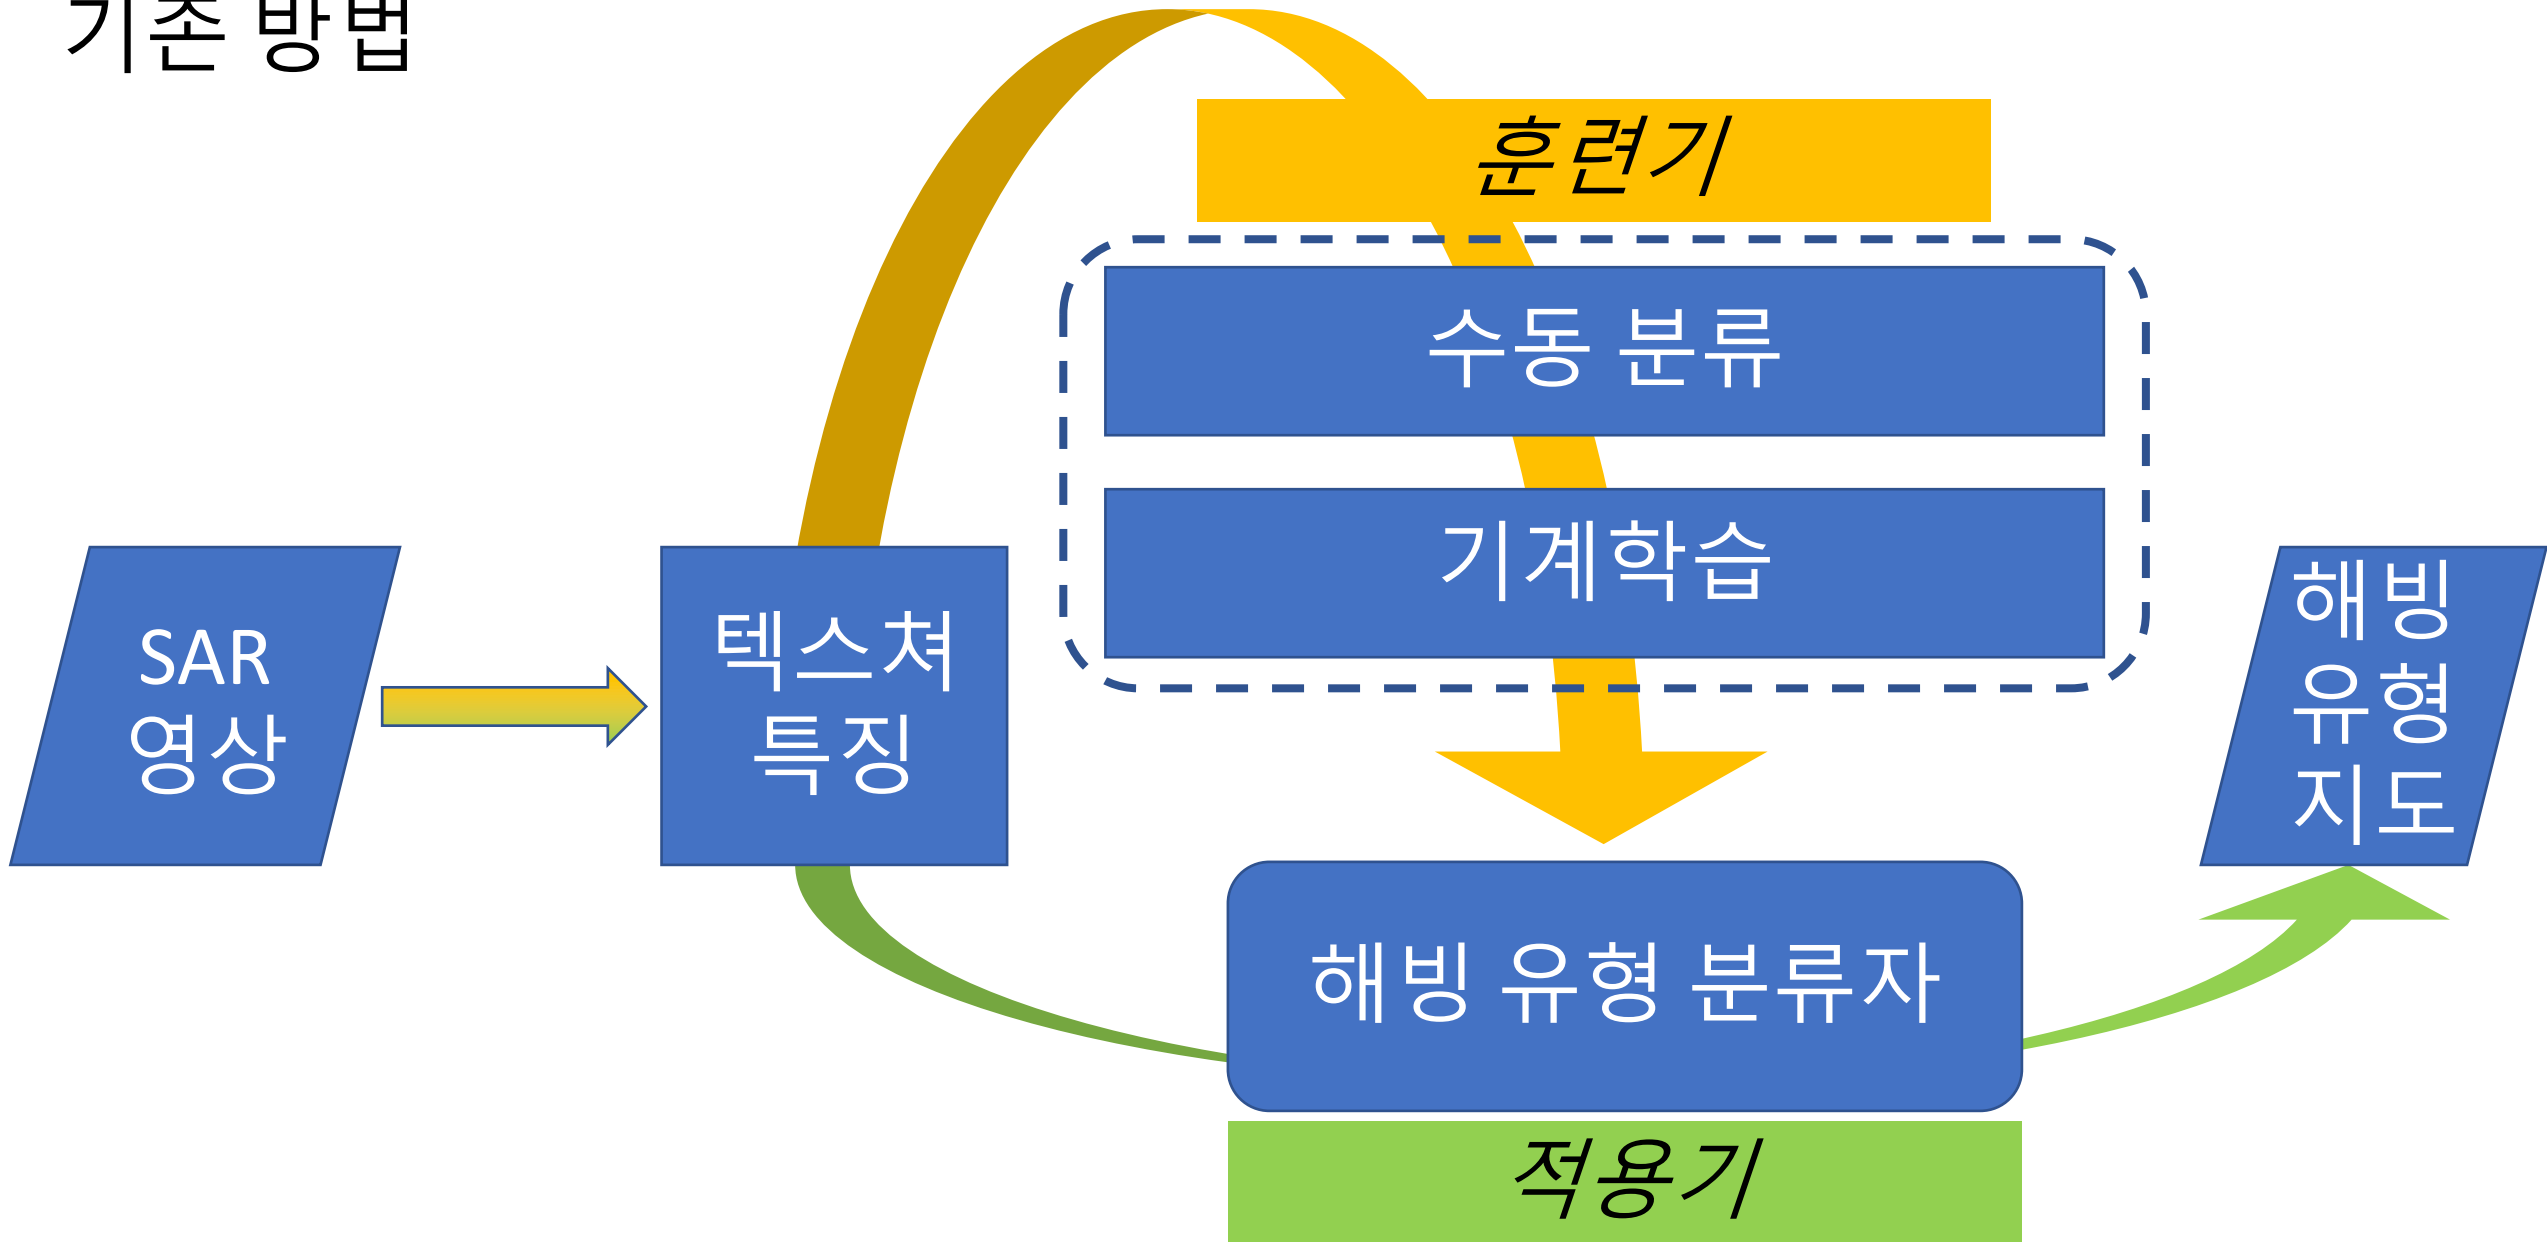 기존 방법
훈련기
수동 분류
기계학습
SAR
영상
텍스쳐
특징
해빙
유형
지도
해빙 유형 분류자
적용기